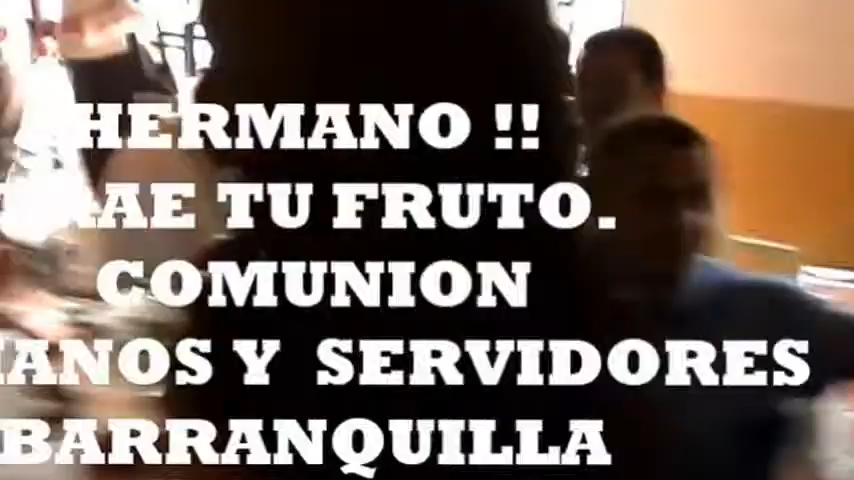 HERMANO !!
TU FRUTO.
COMUNION
Y SERVIDORES
BARRANQUILLA